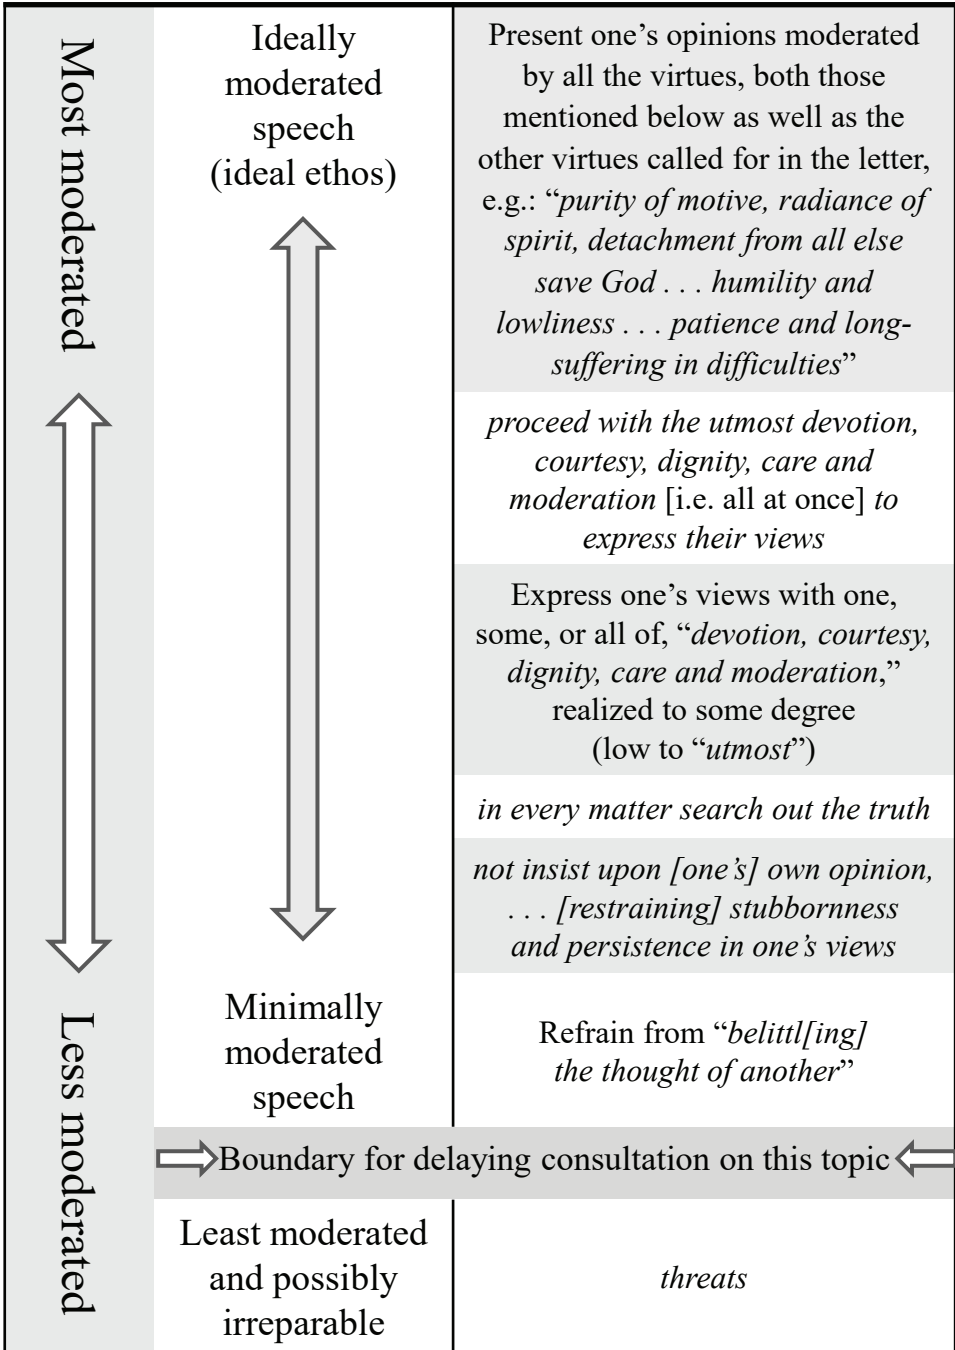 Most moderated
Less moderated
Ideally
moderated
speech
(ideal ethos)
Present one’s opinions moderated
by all the virtues, both those
mentioned below as well as the
other virtues called for in the letter,
e.g.: “purity of motive, radiance of
spirit, detachment from all else
save God . . . humility and
lowliness . . . patience and long-
suffering in difficulties”
proceed with the utmost devotion,
courtesy, dignity, care and
moderation [i.e. all at once] to
express their views
Express one’s views with one,
some, or all of, “devotion, courtesy,
dignity, care and moderation,”
realized to some degree
(low to “utmost”)
in every matter search out the truth
not insist upon [one’s] own opinion,
. . . [restraining] stubbornness
and persistence in one’s views
Minimally
moderated
speech
Refrain from “belittl[ing]
the thought of another”
Boundary for delaying consultation on this topic
Least moderated
and possibly
irreparable
threats